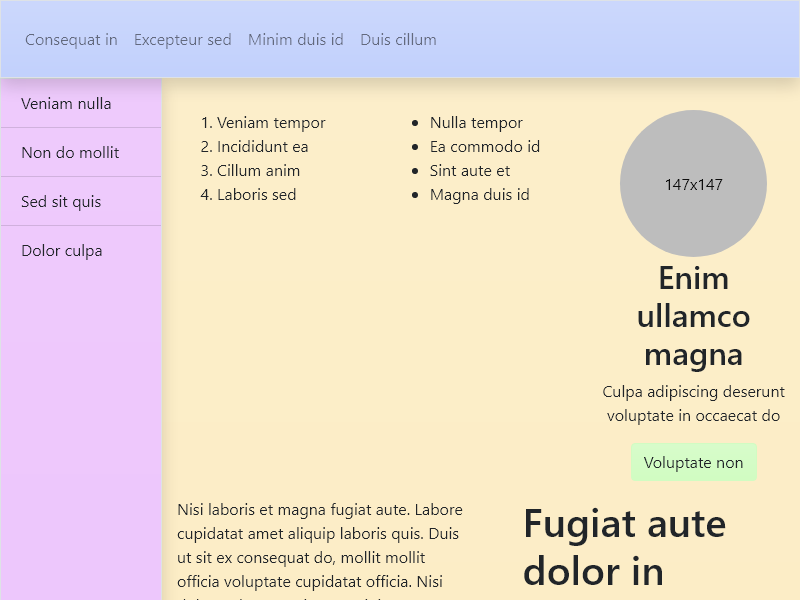 Consequat in Excepteur sed Minim duis id Duis cillum
Veniam nulla
Non do mollit
Sed sit quis
Dolor culpa
1. Veniam tempor
2. Incididunt ea
3. Cillum anim
4. Laboris sed
• Nulla tempor
• Ea commodo id
• Sint aute et
• Magna duis id
147x147
Enim
ullamco
magna
Culpa adipiscing deserunt
voluptate in occaecat do
Voluptate non
Nisi laboris et magna fugiat aute. Labore
cupidatat amet aliquip laboris quis. Duis
ut sit ex consequat do, mollit mollit
officia voluptate cupidatat officia. Nisi
Fugiat aute
dolor in